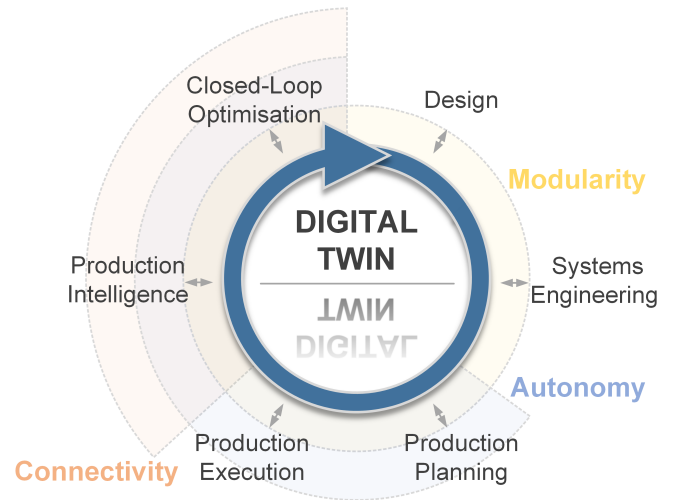 Closed-Loop
Optimisation
Design
Modularity
DIGITAL
TWIN
TWIN
DIGITAL
Production
Intelligence
Systems
Engineering
Autonomy
Production
Execution
Production
Planning
Connectivity